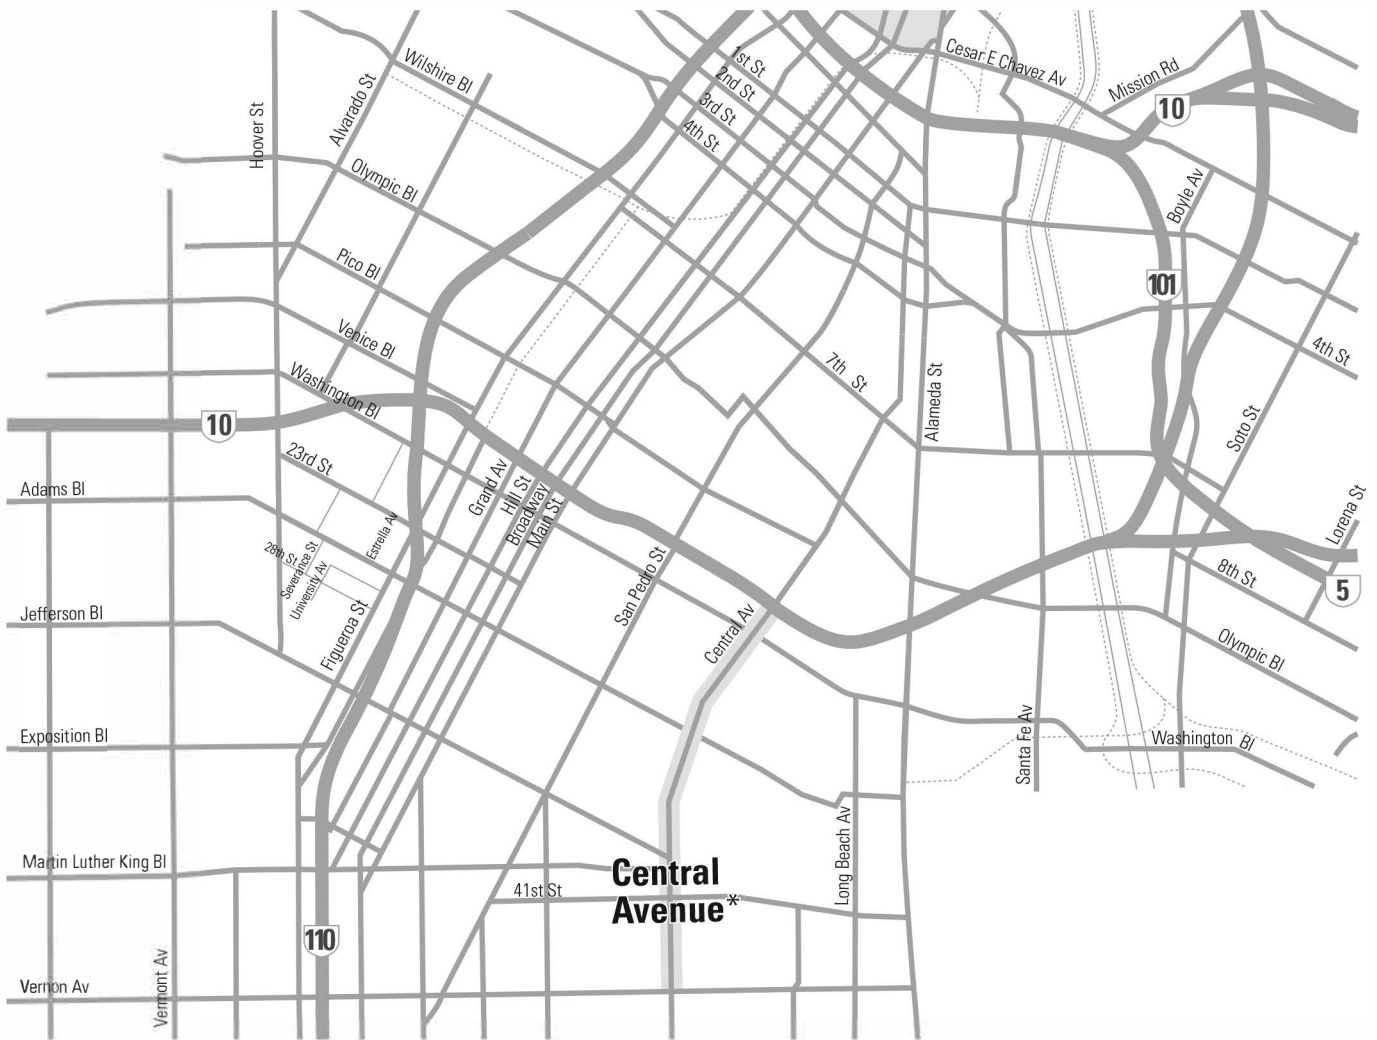 Wilshire Bl
1st St
2nd St
3rd St
4th St
Cesar E Chavez Av
Mission Rd
10
Hoover St
Alvarado St
Olympic Bl
Boyle Av
Pico Bl
101
Venice Bl
Washington Bl
7th St
Alameda St
4th St
10
23rd St
Soto St
Adams Bl
Grand Av
Hill St
Broadway
Main St
Estrella Av
Lorena St
28th St
Severance St
University Av
San Pedro St
8th St
5
Jefferson Bl
Figueroa St
Central Av
Olympic Bl
Exposition Bl
Santa Fe Av
Washington Bl
Martin Luther King Bl
Long Beach Av
41st St
Central
Avenue*
110
Vernon Av
Vermont Av